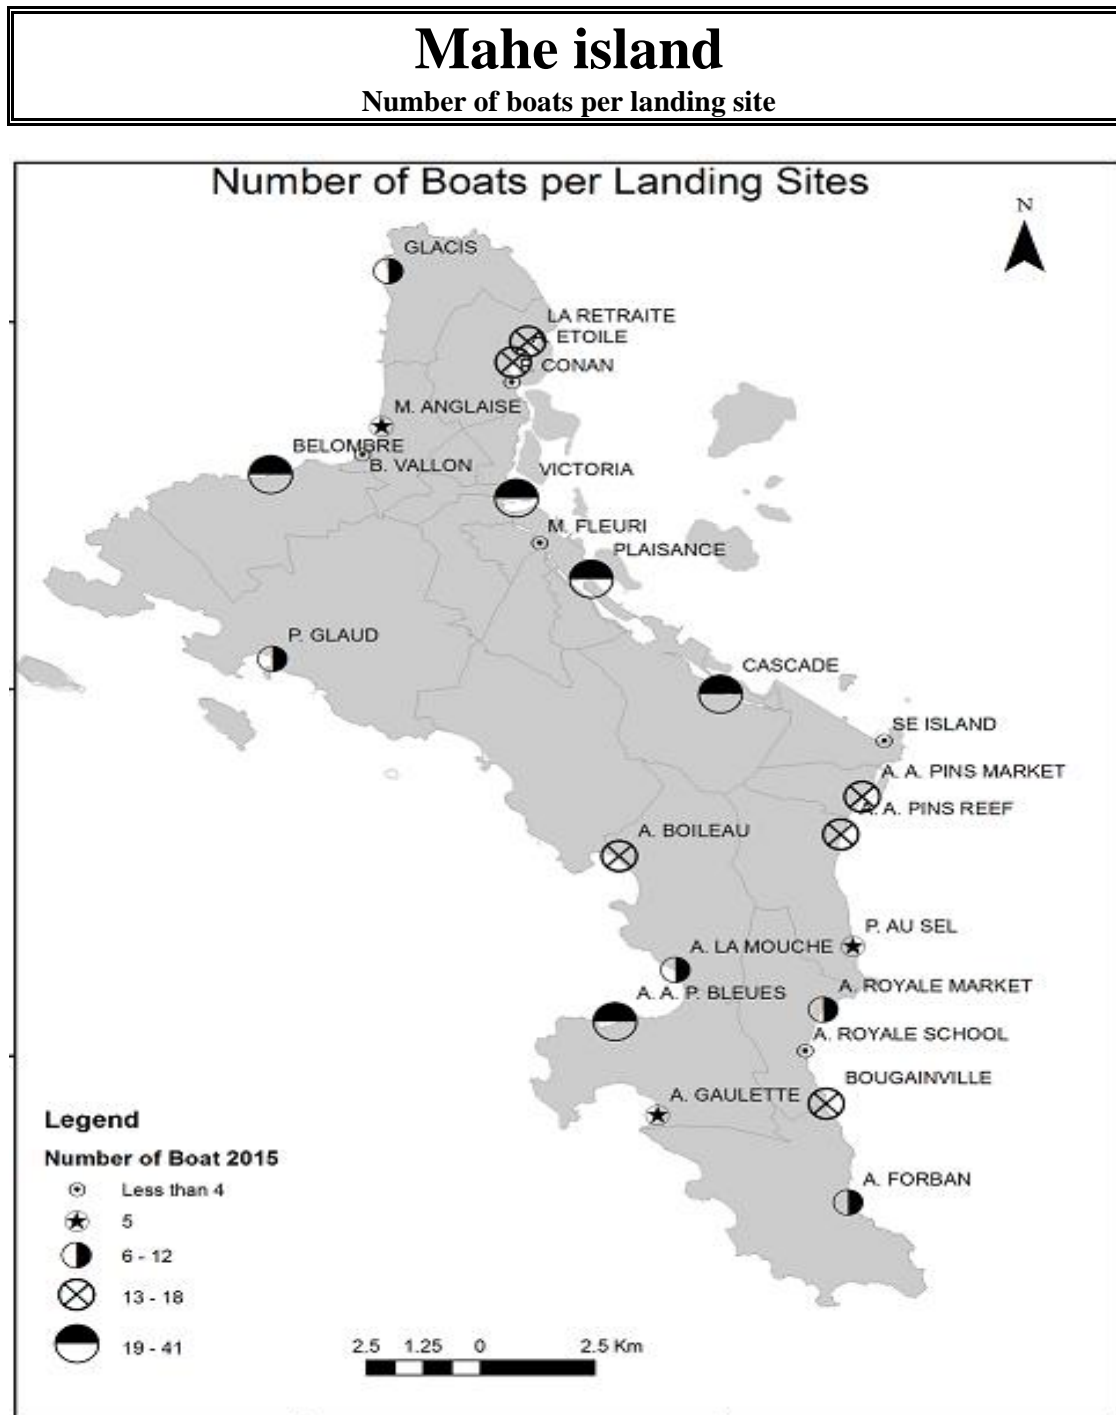 Mahe island
Number of boats per landing site
Number of Boats per Landing Sites
N
GLACIS
LA RETRAITE
ETOILE
CONAN
M. ANGLAISE
BELOMBRE
B. VALLON
VICTORIA
M. FLEURI
PLAISANCE
P. GLAUD
CASCADE
SE ISLAND
A. A. PINS MARKET
A. A. PINS REEF
A. BOILEAU
P. AU SEL
A. LA MOUCHE
A. A. P. BLEUES
A. ROYALE MARKET
A. ROYALE SCHOOL
BOUGAINVILLE
A. GAULETTE
A. FORBAN
Legend
Number of Boat 2015
Less than 4
5
6 - 12
13 - 18
19 - 41
2.5 1.25 0 2.5 Km